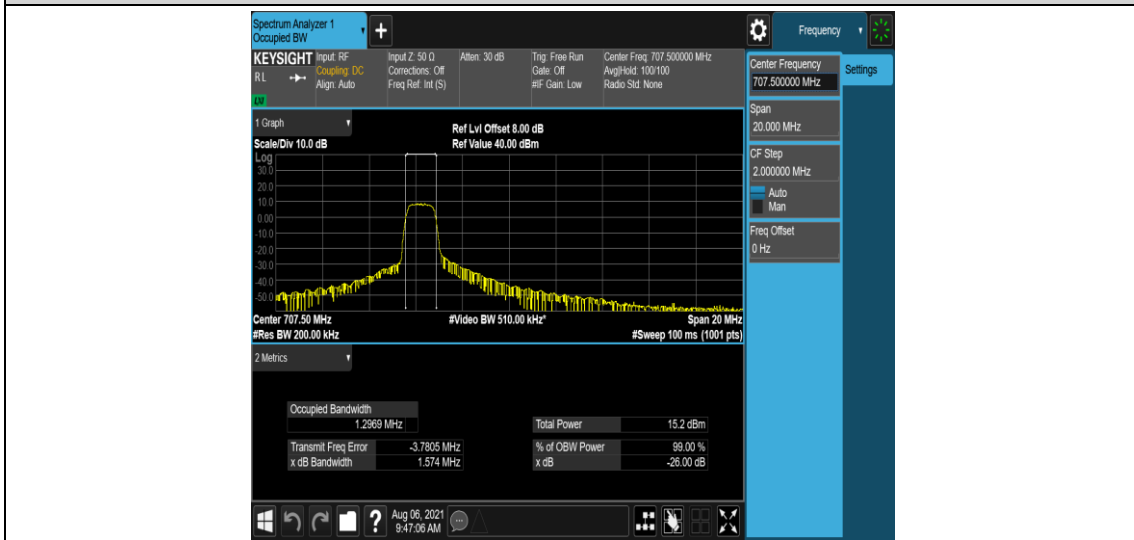 Spectrum Analyzer 1
Occupied BW
Frequency
KEYSIGHT
RL
LXI
Input: RF
Coupling: DC
Align: Auto
Input Z: 50 Ω
Corrections: Off
Freq Ref: Int (S)
Atten: 30 dB
Trig: Free Run
Gate: Off
#IF Gain: Low
Center Freq: 707.500000 MHz
Avg|Hold: 100/100
Radio Std: None
Center Frequency
707.500000 MHz
Settings
Span
20.000 MHz
CF Step
2.000000 MHz
Auto
Man
Freq Offset
0 Hz
1 Graph
Scale/Div 10.0 dB
Ref Lvl Offset 8.00 dB
Ref Value 40.00 dBm
Log
30.0
20.0
10.0
0.00
-10.0
-20.0
-30.0
-40.0
-50.0
Center 707.50 MHz
#Video BW 510.00 kHz*
Span 20 MHz
#Res BW 200.00 kHz
#Sweep 100 ms (1001 pts)
2 Metrics
Occupied Bandwidth
1.2969 MHz
Total Power 15.2 dBm
Transmit Freq Error -3.7805 MHz
% of OBW Power 99.00 %
x dB Bandwidth 1.574 MHz
x dB -26.00 dB
?
Aug 06, 2021
9:47:06 AM